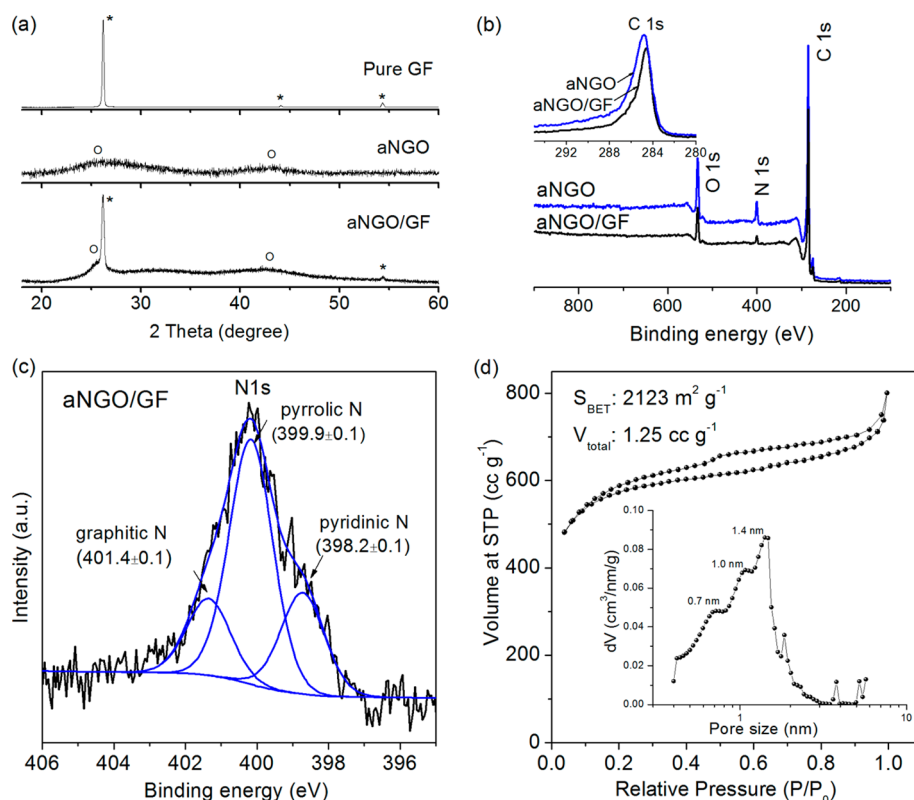 (a)
*
Pure GF
*
*
aNGO
o
o
aNGO/GF
*
o
o
*
20
30
40
50
60
2 Theta (degree)
(b)
C 1s
aNGO
aNGO/GF
292
288
284
280
C 1s
O 1s
N 1s
aNGO
aNGO/GF
800
600
400
200
Binding energy (eV)
(c)
aNGO/GF
N1s
pyrrolic N
(399.9±0.1)
graphitic N
(401.4±0.1)
pyridinic N
(398.2±0.1)
Intensity (a.u.)
406
404
402
400
398
396
Binding energy (eV)
(d)
800
700
600
500
400
300
200
100
0
Volume at STP (cc g⁻¹)
S_BET: 2123 m² g⁻¹
V_total: 1.25 cc g⁻¹
0.10
0.08
0.06
0.04
0.02
0.00
dV (cm³/nm/g)
0.7 nm
1.0 nm
1.4 nm
1
10
Pore size (nm)
0.0
0.2
0.4
0.6
0.8
1.0
Relative Pressure (P/P₀)